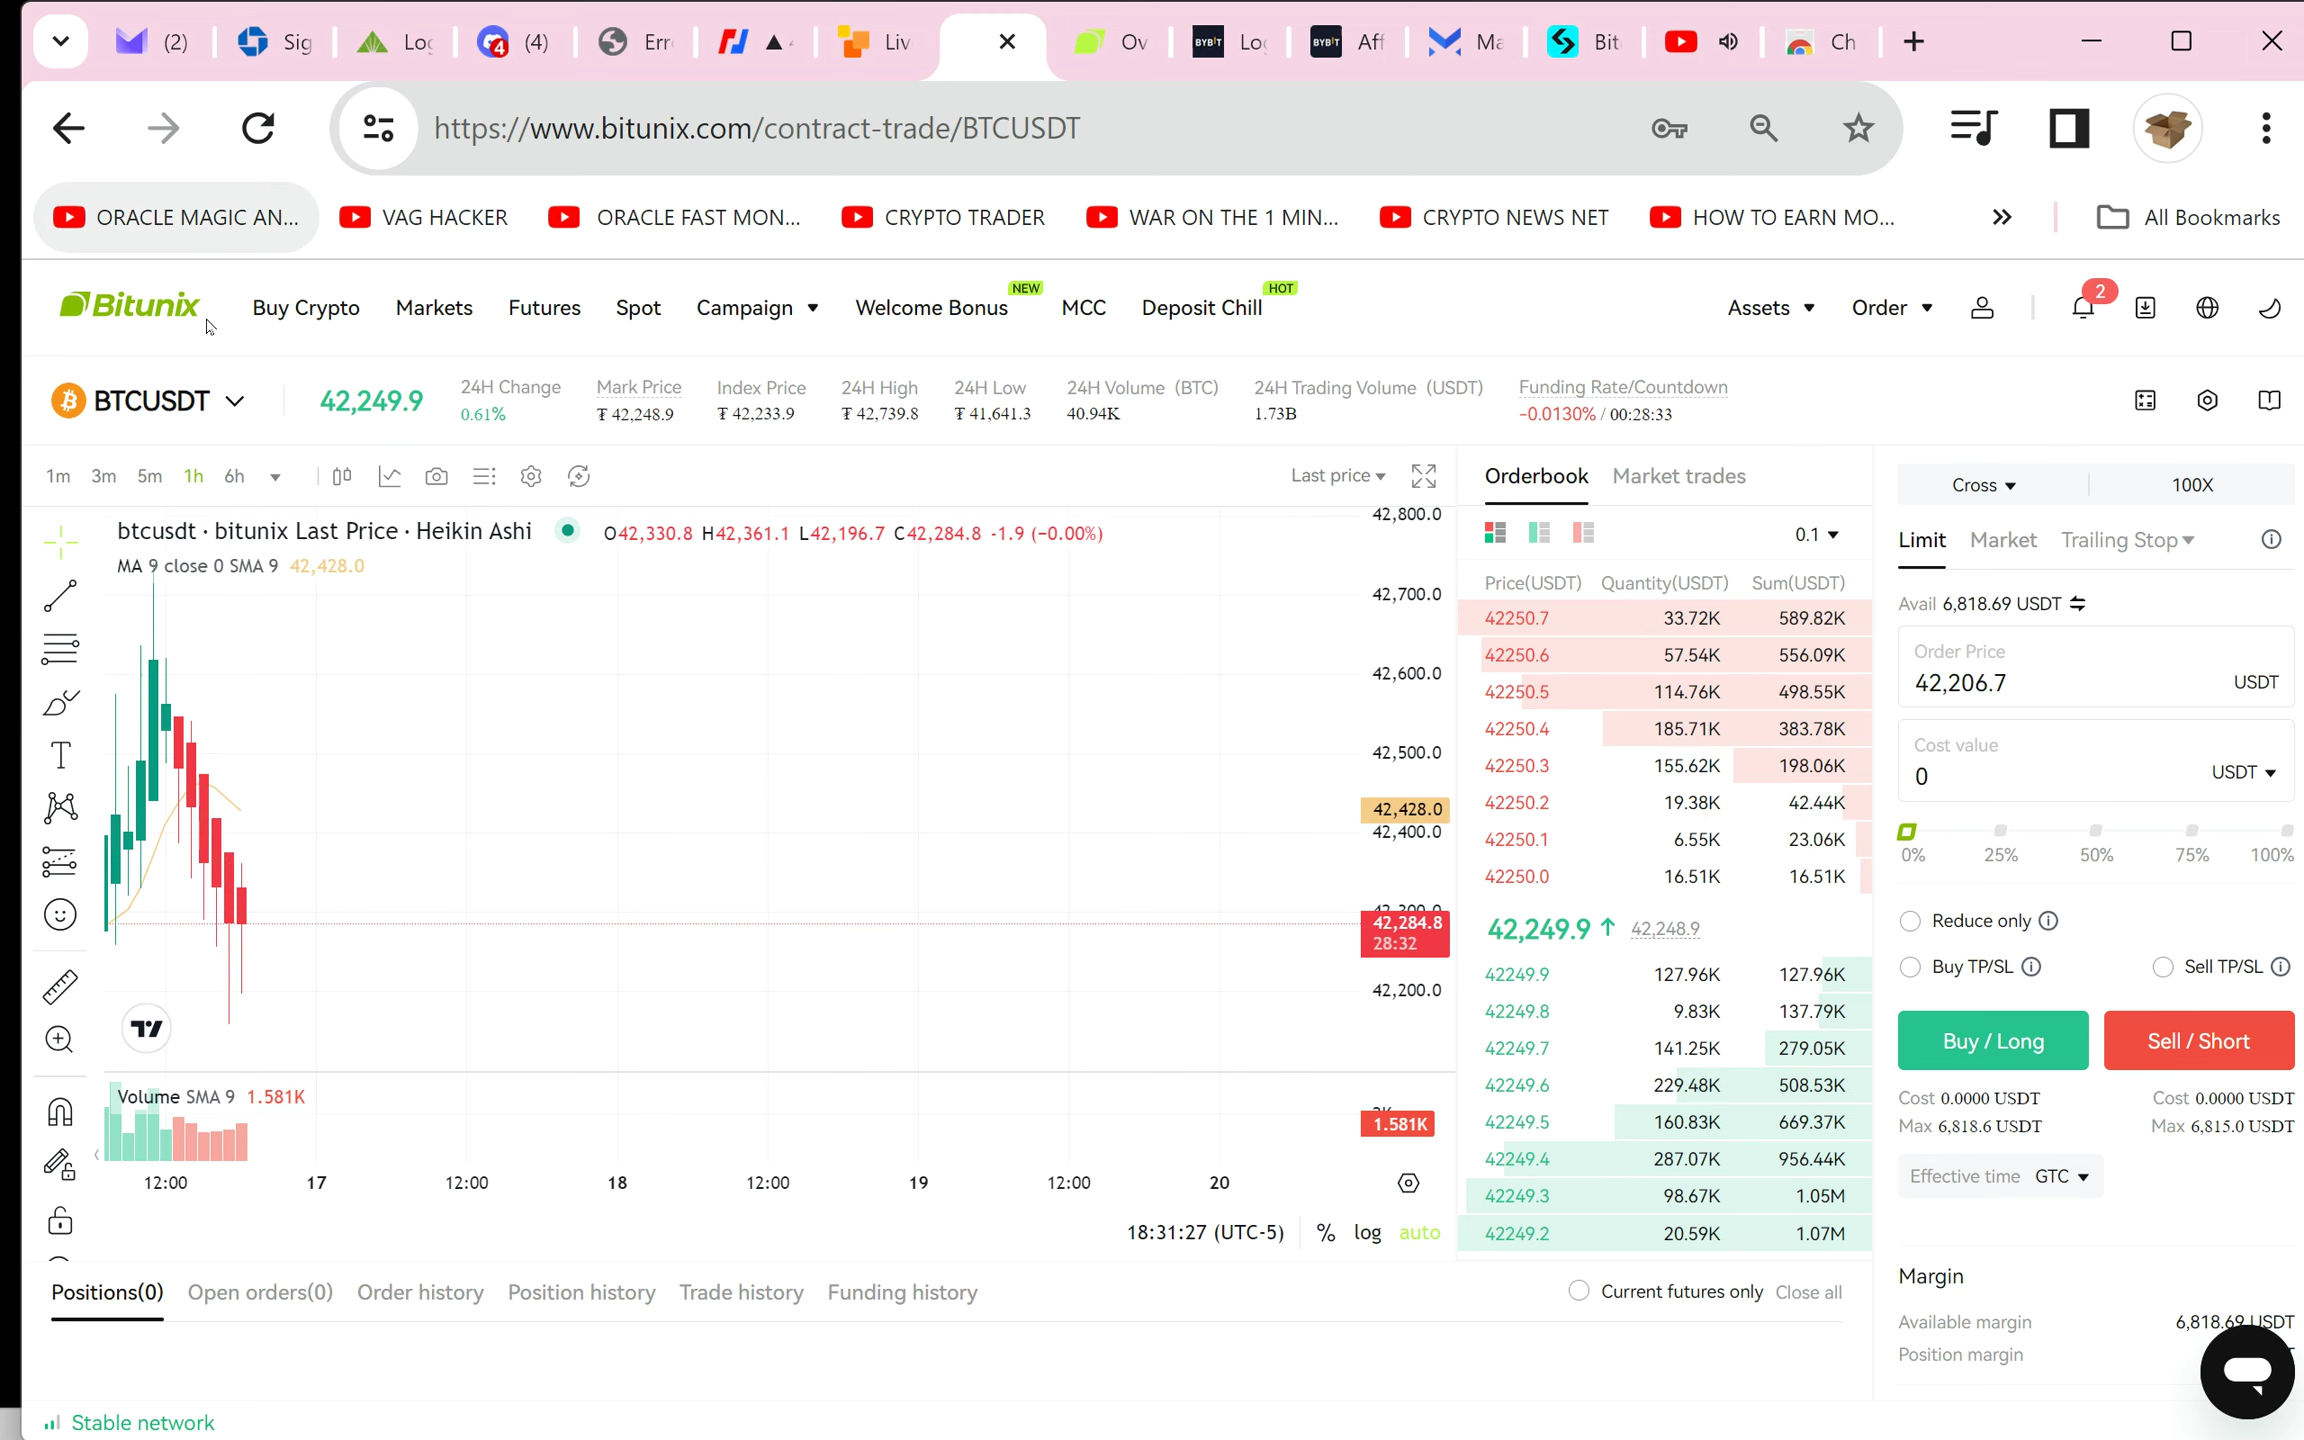 (2) Sig Log (4) Err Liv Ov Log Aff Ma Bit Ch
https://www.bitunix.com/contract-trade/BTCUSDT
ORACLE MAGIC AN... VAG HACKER ORACLE FAST MON... CRYPTO TRADER WAR ON THE 1 MIN... CRYPTO NEWS NET HOW TO EARN MO... » All Bookmarks
Bitunix Buy Crypto Markets Futures Spot Campaign Welcome Bonus NEW MCC Deposit Chill HOT Assets Order 2
BTCUSDT 42,249.9
24H Change Mark Price Index Price 24H High 24H Low 24H Volume (BTC) 24H Trading Volume (USDT) Funding Rate/Countdown
0.61% ₮ 42,248.9 ₮ 42,233.9 ₮ 42,739.8 ₮ 41,641.3 40.94K 1.73B -0.0130% / 00:28:33
1m 3m 5m 1h 6h Last price
btcusdt · bitunix Last Price · Heikin Ashi O42,330.8 H42,361.1 L42,196.7 C42,284.8 -1.9 (−0.00%)
MA 9 close 0 SMA 9 42,428.0
42,800.0
42,700.0
42,600.0
42,500.0
42,428.0
42,400.0
42,300.0
42,284.8
28:32
42,200.0
Volume SMA 9 1.581K
1.581K
12:00 17 12:00 18 12:00 19 12:00 20
18:31:27 (UTC-5) % log auto
Orderbook Market trades
0.1
Price(USDT) Quantity(USDT) Sum(USDT)
42250.7 33.72K 589.82K
42250.6 57.54K 556.09K
42250.5 114.76K 498.55K
42250.4 185.71K 383.78K
42250.3 155.62K 198.06K
42250.2 19.38K 42.44K
42250.1 6.55K 23.06K
42250.0 16.51K 16.51K
42,249.9 ↑ 42,248.9
42249.9 127.96K 127.96K
42249.8 9.83K 137.79K
42249.7 141.25K 279.05K
42249.6 229.48K 508.53K
42249.5 160.83K 669.37K
42249.4 287.07K 956.44K
42249.3 98.67K 1.05M
42249.2 20.59K 1.07M
Cross 100X
Limit Market Trailing Stop
Avail 6,818.69 USDT
Order Price
42,206.7 USDT
Cost value
0 USDT
0% 25% 50% 75% 100%
Reduce only
Buy TP/SL Sell TP/SL
Buy / Long Sell / Short
Cost 0.0000 USDT Cost 0.0000 USDT
Max 6,818.6 USDT Max 6,815.0 USDT
Effective time GTC
Margin
Available margin 6,818.69 USDT
Position margin
Positions(0) Open orders(0) Order history Position history Trade history Funding history Current futures only Close all
Stable network